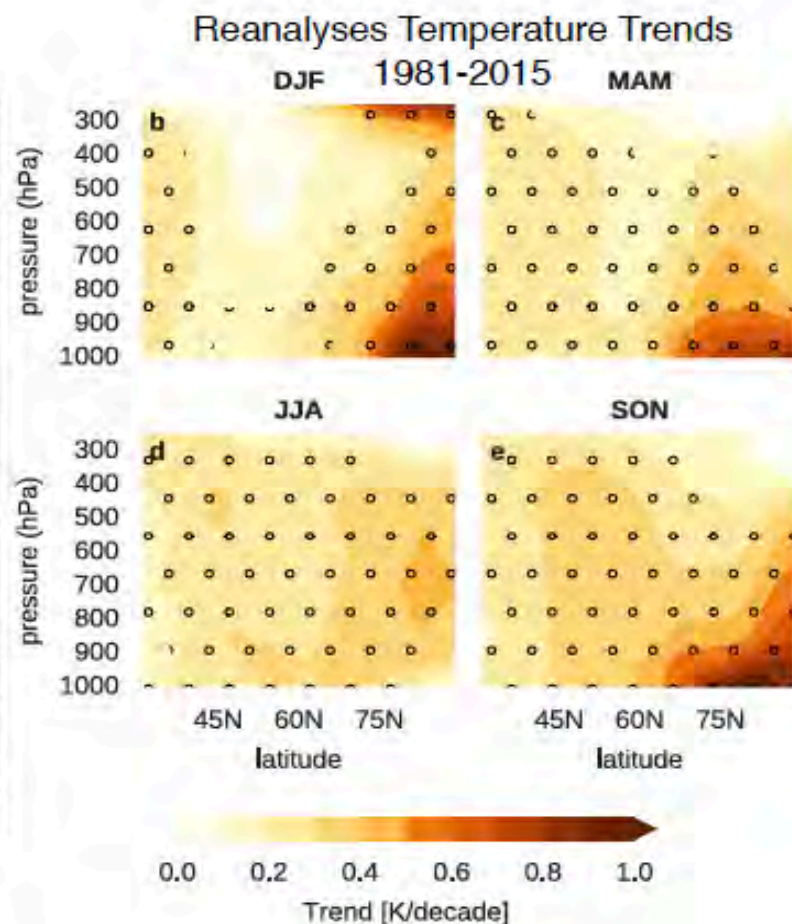 Reanalyses Temperature Trends
1981-2015
DJF
MAM
b
c
pressure (hPa)
300
400
500
600
700
800
900
1000
JJA
SON
d
e
pressure (hPa)
300
400
500
600
700
800
900
1000
45N 60N 75N
45N 60N 75N
latitude
latitude
0.0 0.2 0.4 0.6 0.8 1.0
Trend [K/decade]